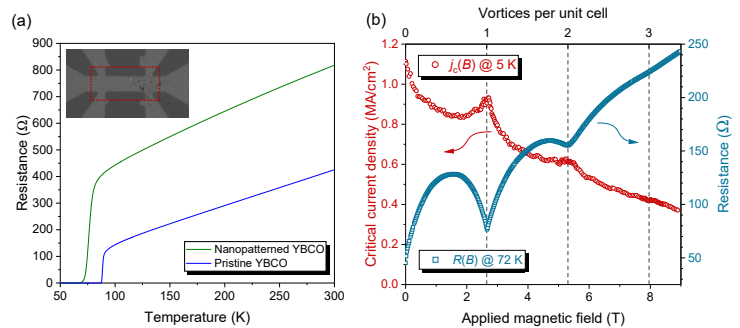 (a)
900
800
700
600
500
400
300
200
100
0
50
100
150
200
250
300
Resistance (Ω)
Temperature (K)
Nanopatterned YBCO
Pristine YBCO
(b)
Vortices per unit cell
0 1 2 3
1.2
1.0
0.8
0.6
0.4
0.2
0.0
Critical current density (MA/cm²)
jc(B) @ 5 K
R(B) @ 72 K
250
200
150
100
50
Resistance (Ω)
0 2 4 6 8
Applied magnetic field (T)